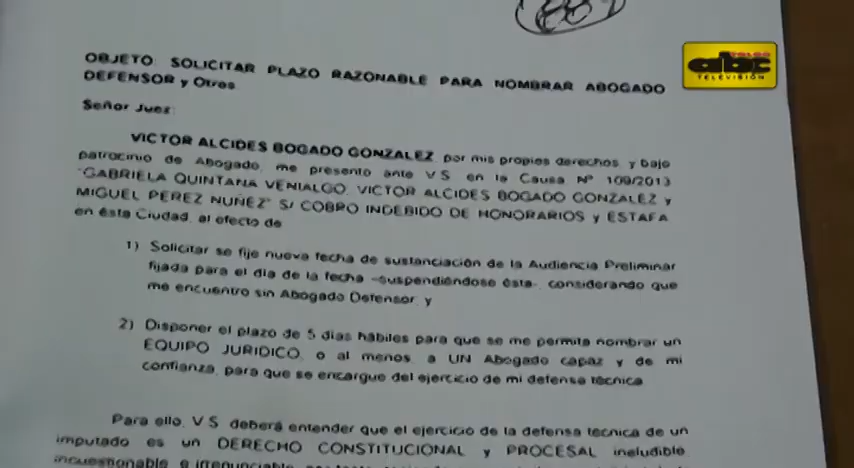 OBJETO: SOLICITAR PLAZO RAZONABLE PARA NOMBRAR ABOGADO
DEFENSOR y Otros
Señor Juez:
VICTOR ALCIDES BOGADO GONZALEZ, por mis propios derechos, y bajo
patrocinio de Abogado, me presento ante V.S. en la Causa Nº 109/2013
"GABRIELA QUINTANA VENIALGO, VICTOR ALCIDES BOGADO GONZALEZ y
MIGUEL PEREZ NUÑEZ" S/ COBRO INDEBIDO DE HONORARIOS y ESTAFA
en ésta Ciudad, al efecto de
1) Solicitar se fije nueva fecha de sustanciación de la Audiencia Preliminar
fijada para el día de la fecha -suspendiéndose ésta-, considerando que
me encuentro sin Abogado Defensor, y
2) Disponer el plazo de 5 días hábiles para que se me permita nombrar un
EQUIPO JURIDICO, o al menos, a UN Abogado capaz y de mi
confianza, para que se encargue del ejercicio de mi defensa técnica
Para ello, V.S. deberá entender que el ejercicio de la defensa técnica de un
imputado es un DERECHO CONSTITUCIONAL y PROCESAL ineludible,
incuestionable e irrenunciable
abc
TELEVISIÓN